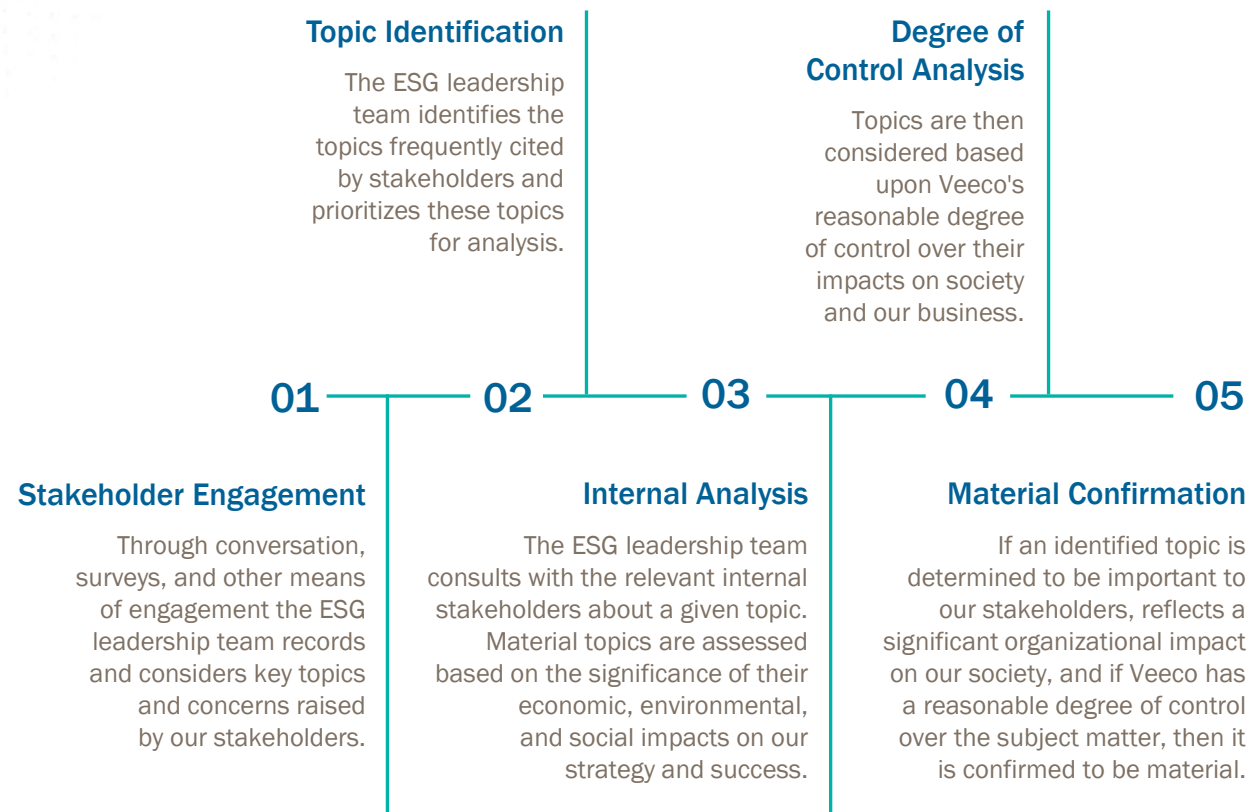 01
Stakeholder Engagement
Through conversation,
surveys, and other means
of engagement the ESG
leadership team records
and considers key topics
and concerns raised
by our stakeholders.
02
Topic Identification
The ESG leadership
team identifies the
topics frequently cited
by stakeholders and
prioritizes these topics
for analysis.
03
Internal Analysis
The ESG leadership team
consults with the relevant internal
stakeholders about a given topic.
Material topics are assessed
based on the significance of their
economic, environmental,
and social impacts on our
strategy and success.
04
Degree of
Control Analysis
Topics are then
considered based
upon Veeco's
reasonable degree
of control over their
impacts on society
and our business.
05
Material Confirmation
If an identified topic is
determined to be important to
our stakeholders, reflects a
significant organizational impact
on our society, and if Veeco has
a reasonable degree of control
over the subject matter, then it
is confirmed to be material.